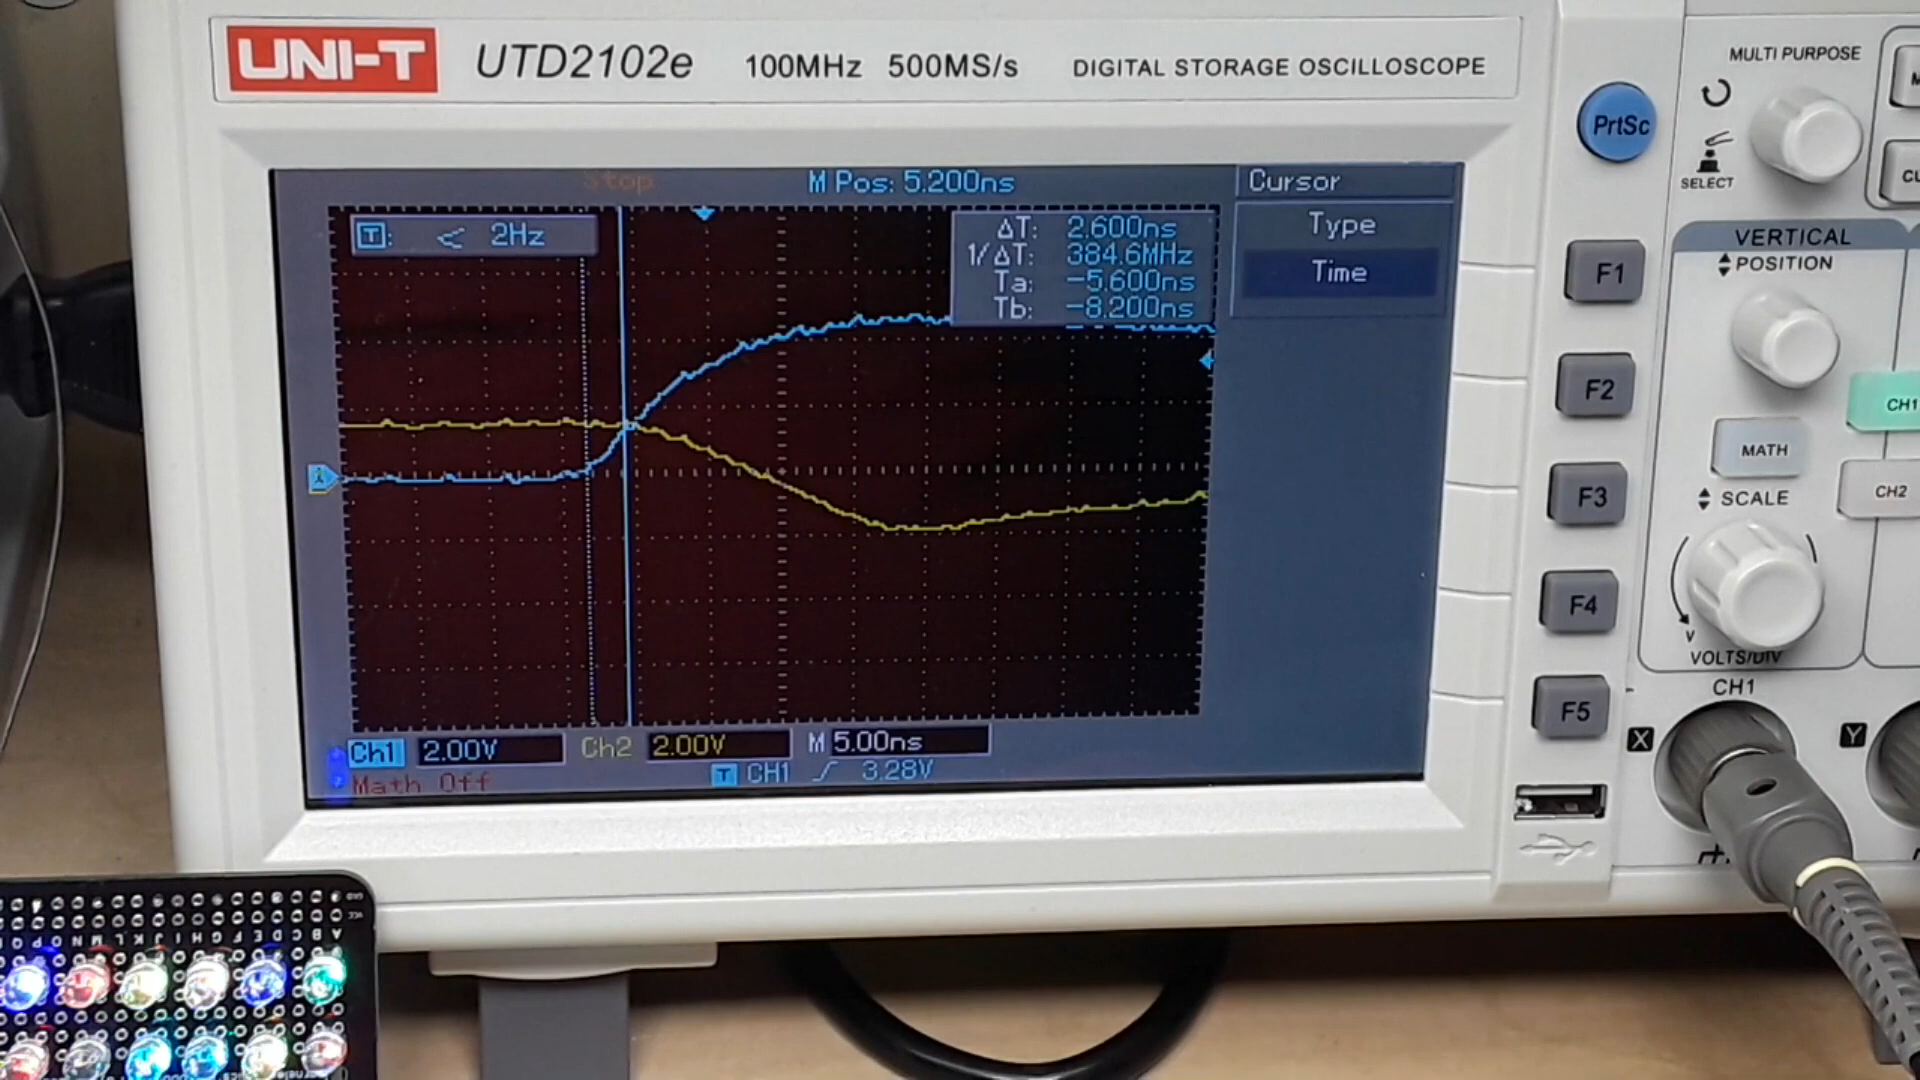 UNI-T UTD2102e 100MHz 500MS/s DIGITAL STORAGE OSCILLOSCOPE
MULTI PURPOSE
PrtSc
SELECT
Stop M Pos: 5.200ns Cursor
T: < 2Hz
ΔT: 2.600ns
1/ΔT: 384.6MHz
Ta: -5.600ns
Tb: -8.200ns
Type
Time
VERTICAL
POSITION
F1
F2
CH1
MATH
F3
CH2
SCALE
F4
V
VOLTS/DIV
CH1
F5
X
Y
Ch1 2.00V Ch2 2.00V M 5.00ns
T CH1 3.28V
Math Off
GND
VCC
A B C D E F G H I J K L M N O P Q